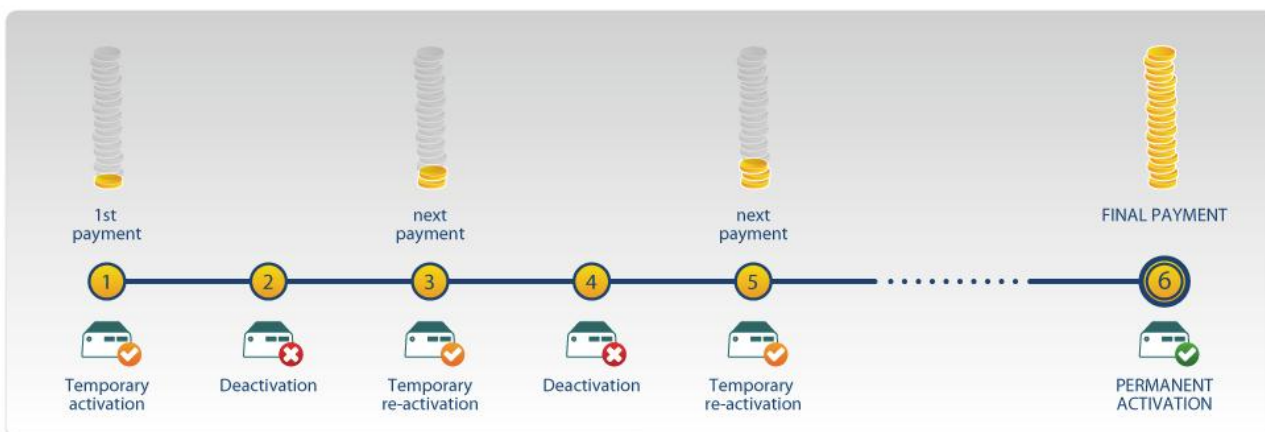 1st
payment
next
payment
next
payment
FINAL PAYMENT
1
2
3
4
5
6
Temporary
activation
Deactivation
Temporary
re-activation
Deactivation
Temporary
re-activation
PERMANENT
ACTIVATION